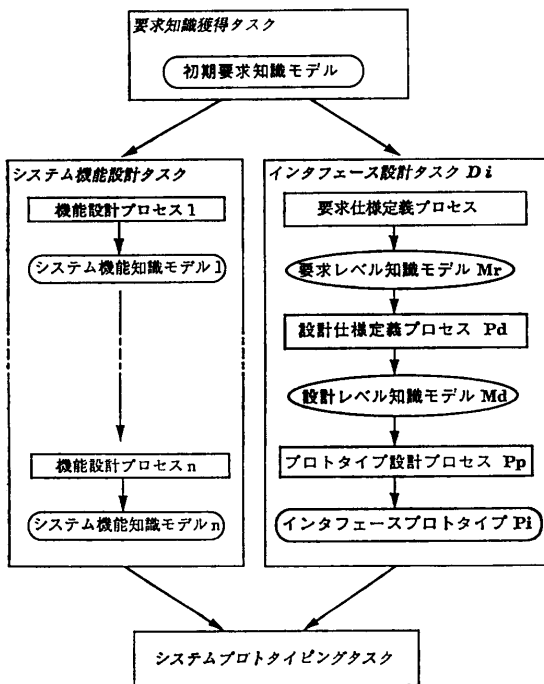 要求知識獲得タスク
初期要求知識モデル
システム機能設計タスク
機能設計プロセス1
システム機能知識モデル1
機能設計プロセスn
システム機能知識モデルn
インタフェース設計タスク Di
要求仕様定義プロセス
要求レベル知識モデル Mr
設計仕様定義プロセス Pd
設計レベル知識モデル Md
プロトタイプ設計プロセス Pp
インタフェースプロトタイプ Pi
システムプロトタイピングタスク